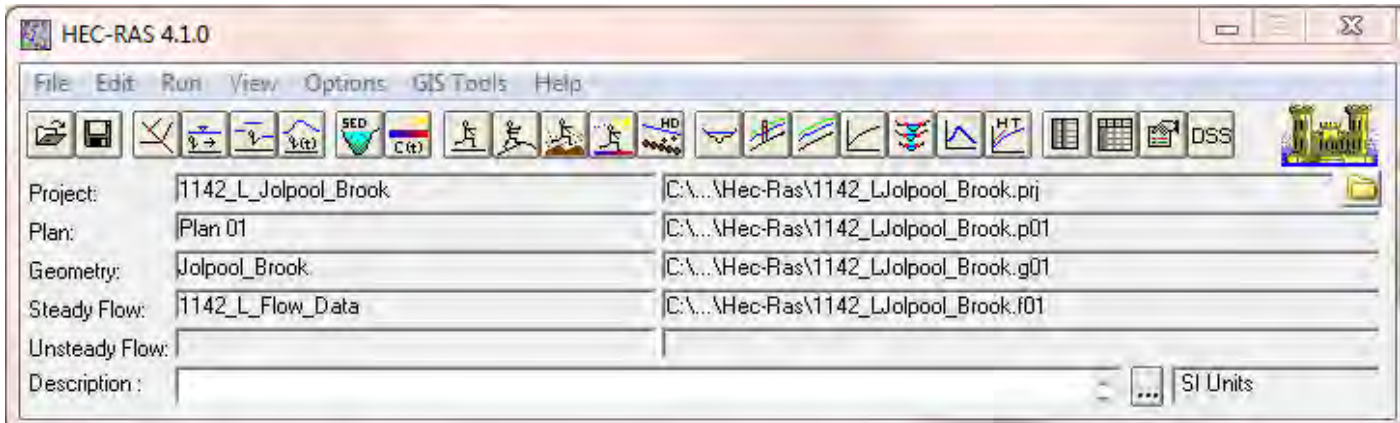 HEC-RAS 4.1.0
File Edit Run View Options GIS Tools Help
SED C(t) HD HT DSS
Project: 1142_L_Jolpool_Brook C:\...\Hec-Ras\1142_LJolpool_Brook.prj
Plan: Plan 01 C:\...\Hec-Ras\1142_LJolpool_Brook.p01
Geometry: Jolpool_Brook C:\...\Hec-Ras\1142_LJolpool_Brook.g01
Steady Flow: 1142_L_Flow_Data C:\...\Hec-Ras\1142_LJolpool_Brook.f01
Unsteady Flow:
Description : ... SI Units